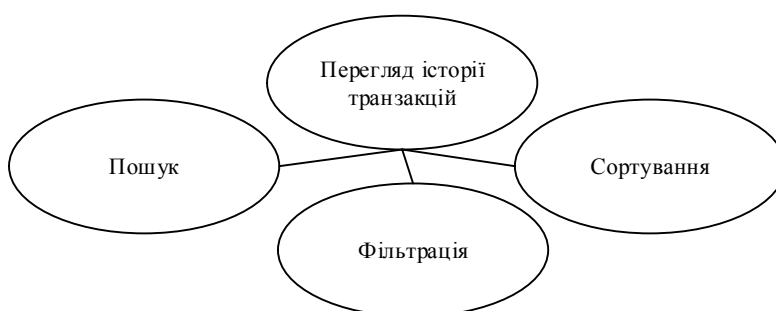 Перегляд історії
транзакцій
Пошук
Сортування
Фільтрація